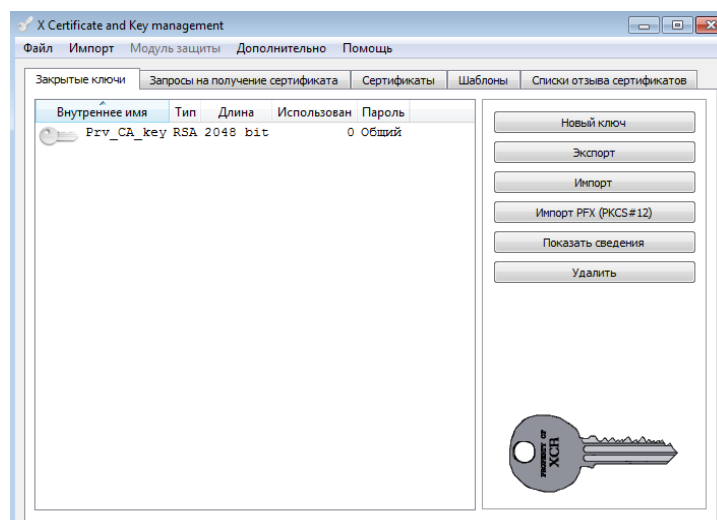 X Certificate and Key management
Файл Импорт Модуль защиты Дополнительно Помощь
Закрытые ключи Запросы на получение сертификата Сертификаты Шаблоны Списки отзыва сертификатов
Внутреннее имя Тип Длина Использован Пароль
Prv_CA_key RSA 2048 bit 0 Общий
Новый ключ
Экспорт
Импорт
Импорт PFX (PKCS#12)
Показать сведения
Удалить
PROPERTY OF
XCA